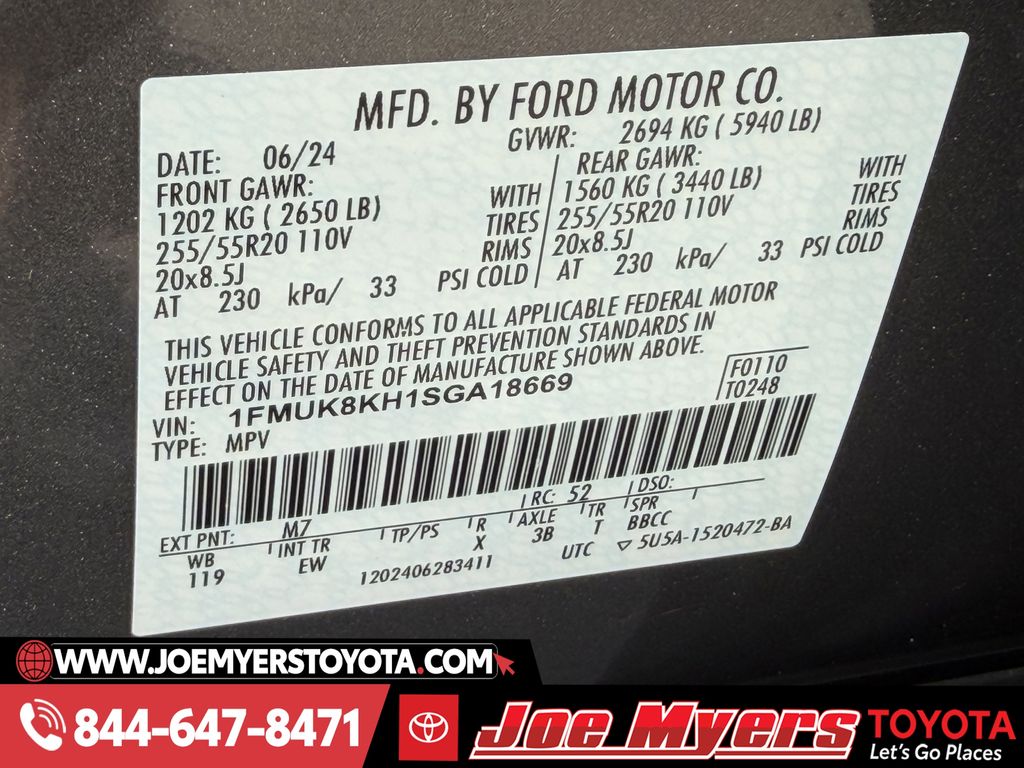 MFD. BY FORD MOTOR CO.
DATE: 06/24
GVWR: 2694 KG ( 5940 LB)
FRONT GAWR:
1202 KG ( 2650 LB) WITH
255/55R20 110V TIRES
20x8.5J RIMS
AT 230 kPa/ 33 PSI COLD
REAR GAWR:
1560 KG ( 3440 LB) WITH
255/55R20 110V TIRES
20x8.5J RIMS
AT 230 kPa/ 33 PSI COLD
THIS VEHICLE CONFORMS TO ALL APPLICABLE FEDERAL MOTOR
VEHICLE SAFETY AND THEFT PREVENTION STANDARDS IN
EFFECT ON THE DATE OF MANUFACTURE SHOWN ABOVE.
VIN: 1FMUK8KH1SGA18669
F0110
TYPE: MPV
T0248
EXT PNT: M7 RC: 52 DSO:
WB INT TR TP/PS R AXLE TR SPR
119 EW X 3B T BBCC
1202406283411 UTC ▽ 5U5A-1520472-BA
WWW.JOEMYERSTOYOTA.COM
844-647-8471
Joe Myers TOYOTA
Let's Go Places